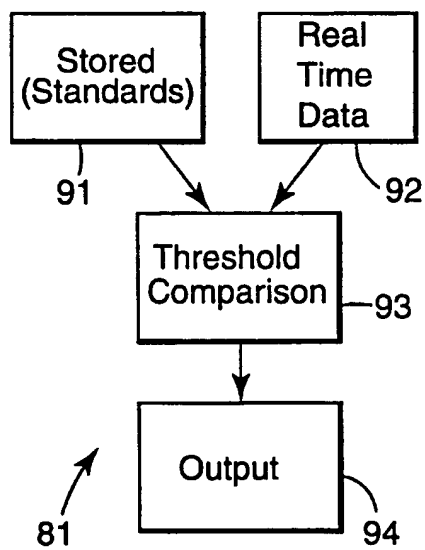 Stored
(Standards)
Real
Time
Data
91
92
Threshold
Comparison
93
Output
81
94